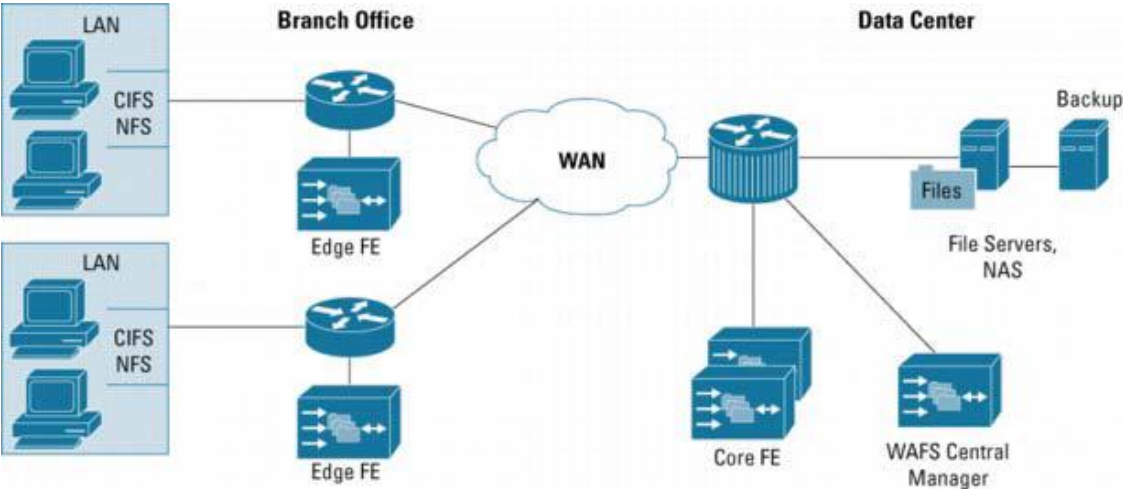 LAN
Branch Office
Data Center
CIFS
NFS
Edge FE
WAN
Backup
Files
File Servers,
NAS
LAN
CIFS
NFS
Edge FE
Core FE
WAFS Central
Manager